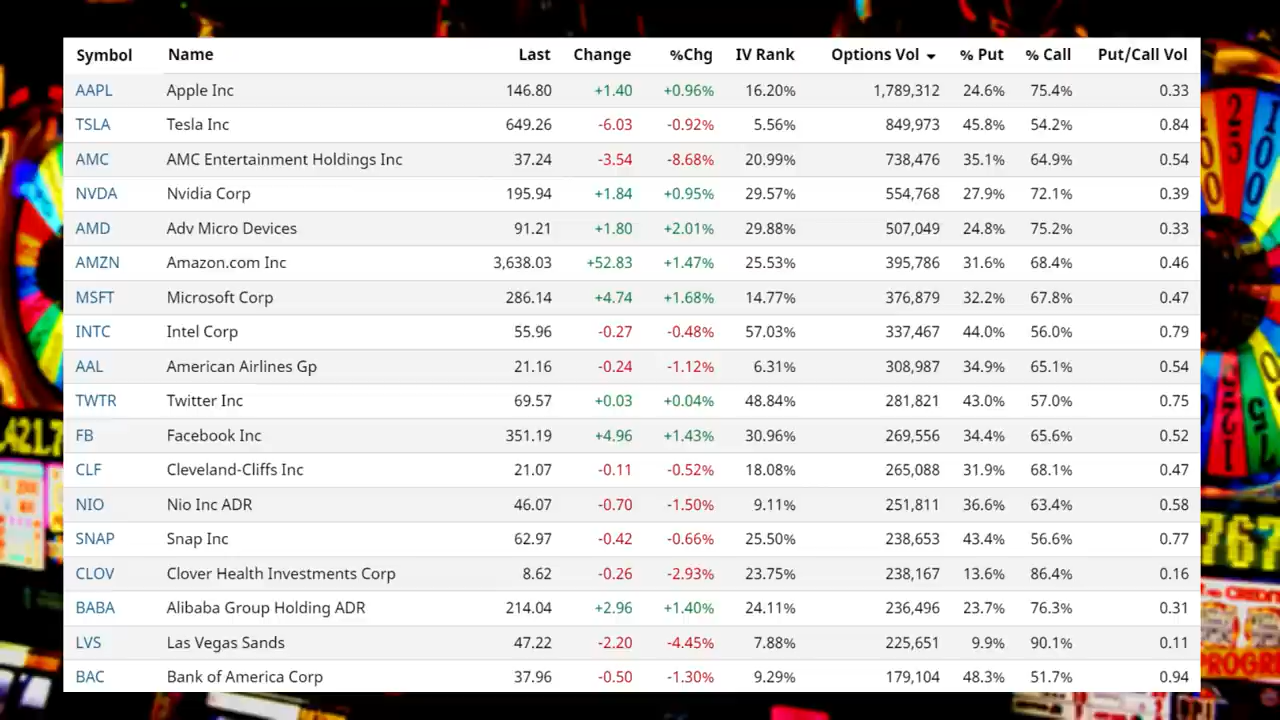 Symbol Name Last Change %Chg IV Rank Options Vol % Put % Call Put/Call Vol
AAPL Apple Inc 146.80 +1.40 +0.96% 16.20% 1,789,312 24.6% 75.4% 0.33
TSLA Tesla Inc 649.26 -6.03 -0.92% 5.56% 849,973 45.8% 54.2% 0.84
AMC AMC Entertainment Holdings Inc 37.24 -3.54 -8.68% 20.99% 738,476 35.1% 64.9% 0.54
NVDA Nvidia Corp 195.94 +1.84 +0.95% 29.57% 554,768 27.9% 72.1% 0.39
AMD Adv Micro Devices 91.21 +1.80 +2.01% 29.88% 507,049 24.8% 75.2% 0.33
AMZN Amazon.com Inc 3,638.03 +52.83 +1.47% 25.53% 395,786 31.6% 68.4% 0.46
MSFT Microsoft Corp 286.14 +4.74 +1.68% 14.77% 376,879 32.2% 67.8% 0.47
INTC Intel Corp 55.96 -0.27 -0.48% 57.03% 337,467 44.0% 56.0% 0.79
AAL American Airlines Gp 21.16 -0.24 -1.12% 6.31% 308,987 34.9% 65.1% 0.54
TWTR Twitter Inc 69.57 +0.03 +0.04% 48.84% 281,821 43.0% 57.0% 0.75
FB Facebook Inc 351.19 +4.96 +1.43% 30.96% 269,556 34.4% 65.6% 0.52
CLF Cleveland-Cliffs Inc 21.07 -0.11 -0.52% 18.08% 265,088 31.9% 68.1% 0.47
NIO Nio Inc ADR 46.07 -0.70 -1.50% 9.11% 251,811 36.6% 63.4% 0.58
SNAP Snap Inc 62.97 -0.42 -0.66% 25.50% 238,653 43.4% 56.6% 0.77
CLOV Clover Health Investments Corp 8.62 -0.26 -2.93% 23.75% 238,167 13.6% 86.4% 0.16
BABA Alibaba Group Holding ADR 214.04 +2.96 +1.40% 24.11% 236,496 23.7% 76.3% 0.31
LVS Las Vegas Sands 47.22 -2.20 -4.45% 7.88% 225,651 9.9% 90.1% 0.11
BAC Bank of America Corp 37.96 -0.50 -1.30% 9.29% 179,104 48.3% 51.7% 0.94